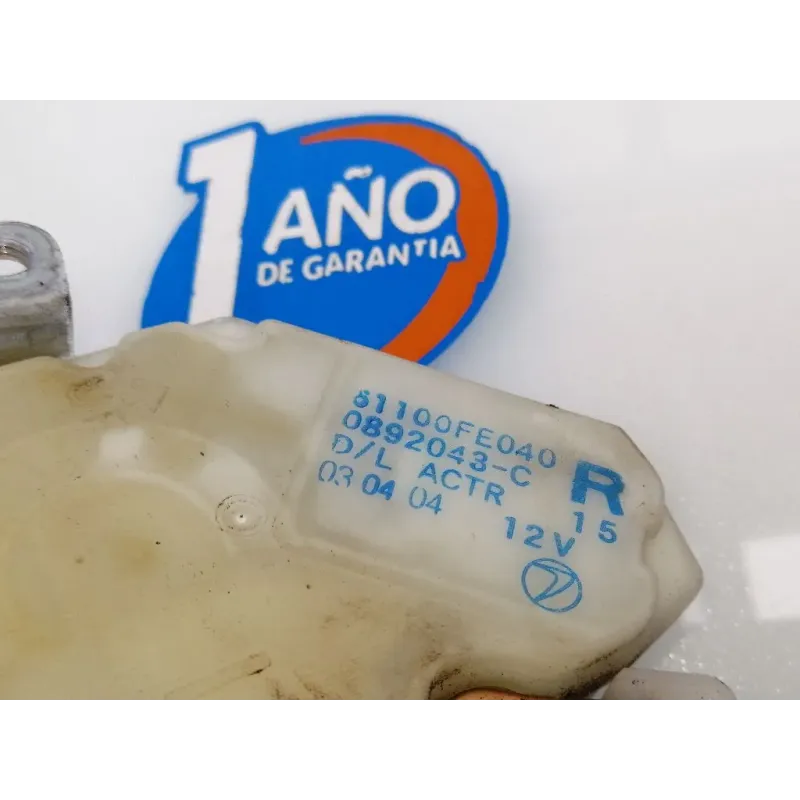 1 AÑO
DE GARANTIA
61100FE040
0892043-C
D/L ACTR R
03 04 04 15
12V